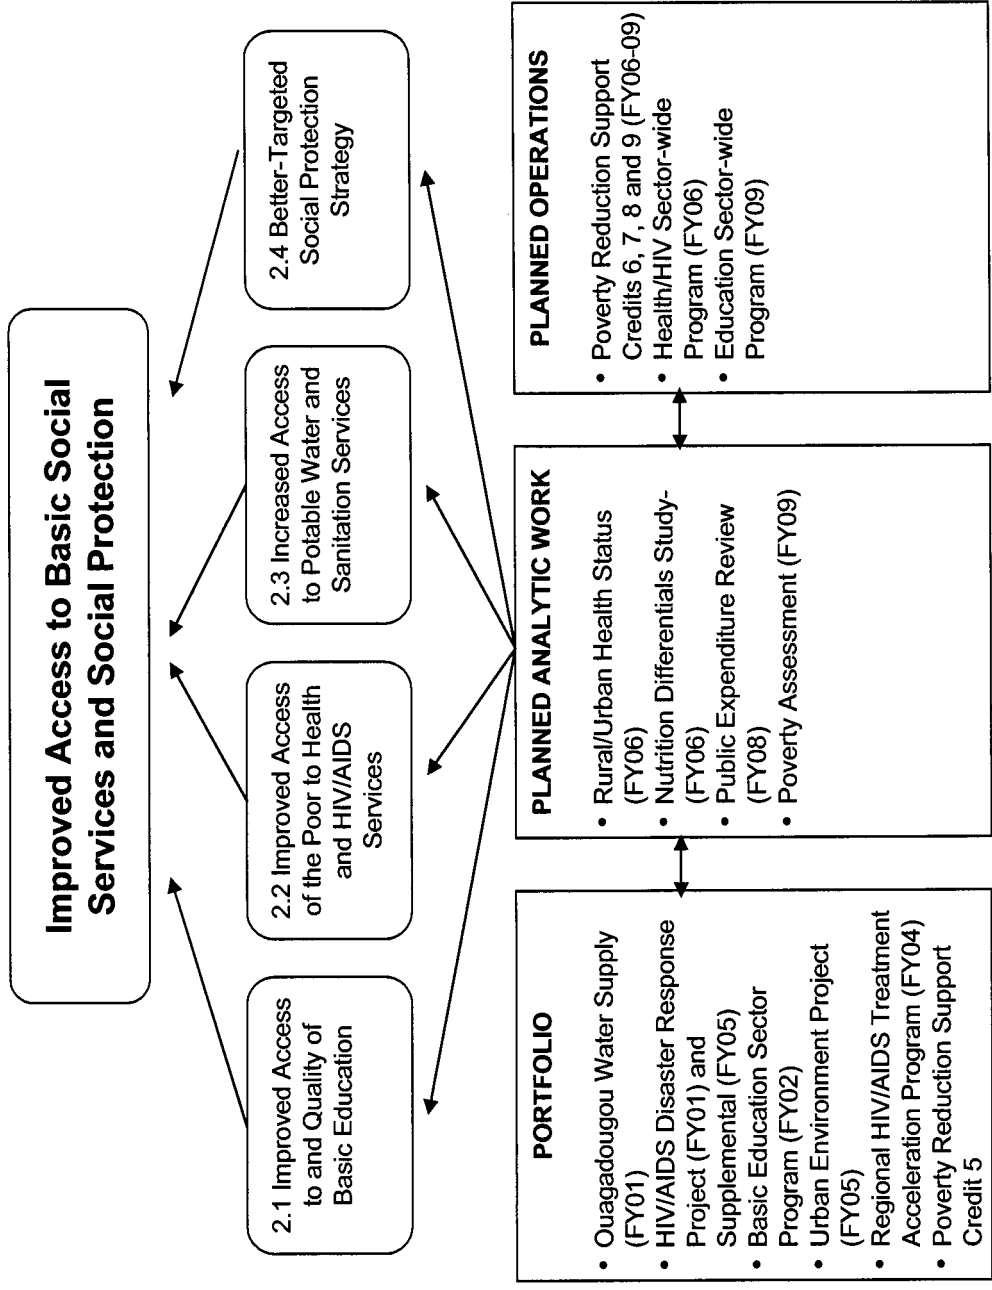 Improved Access to Basic Social
Services and Social Protection
2.1 Improved Access
to and Quality of
Basic Education
2.2 Improved Access
of the Poor to Health
and HIV/AIDS
Services
2.3 Increased Access
to Potable Water and
Sanitation Services
2.4 Better-Targeted
Social Protection
Strategy
PORTFOLIO
• Ouagadougou Water Supply
(FY01)
• HIV/AIDS Disaster Response
Project (FY01) and
Supplemental (FY05)
• Basic Education Sector
Program (FY02)
• Urban Environment Project
(FY05)
• Regional HIV/AIDS Treatment
Acceleration Program (FY04)
• Poverty Reduction Support
Credit 5
PLANNED ANALYTIC WORK
• Rural/Urban Health Status
(FY06)
• Nutrition Differentials Study-
(FY06)
• Public Expenditure Review
(FY08)
• Poverty Assessment (FY09)
PLANNED OPERATIONS
• Poverty Reduction Support
Credits 6, 7, 8 and 9 (FY06-09)
• Health/HIV Sector-wide
Program (FY06)
• Education Sector-wide
Program (FY09)